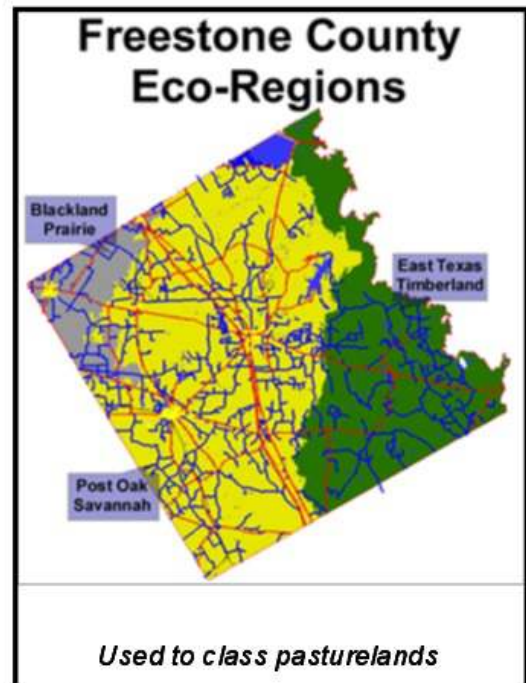 Freestone County
Eco-Regions
Blackland
Prairie
East Texas
Timberland
Post Oak
Savannah
Used to class pasturelands